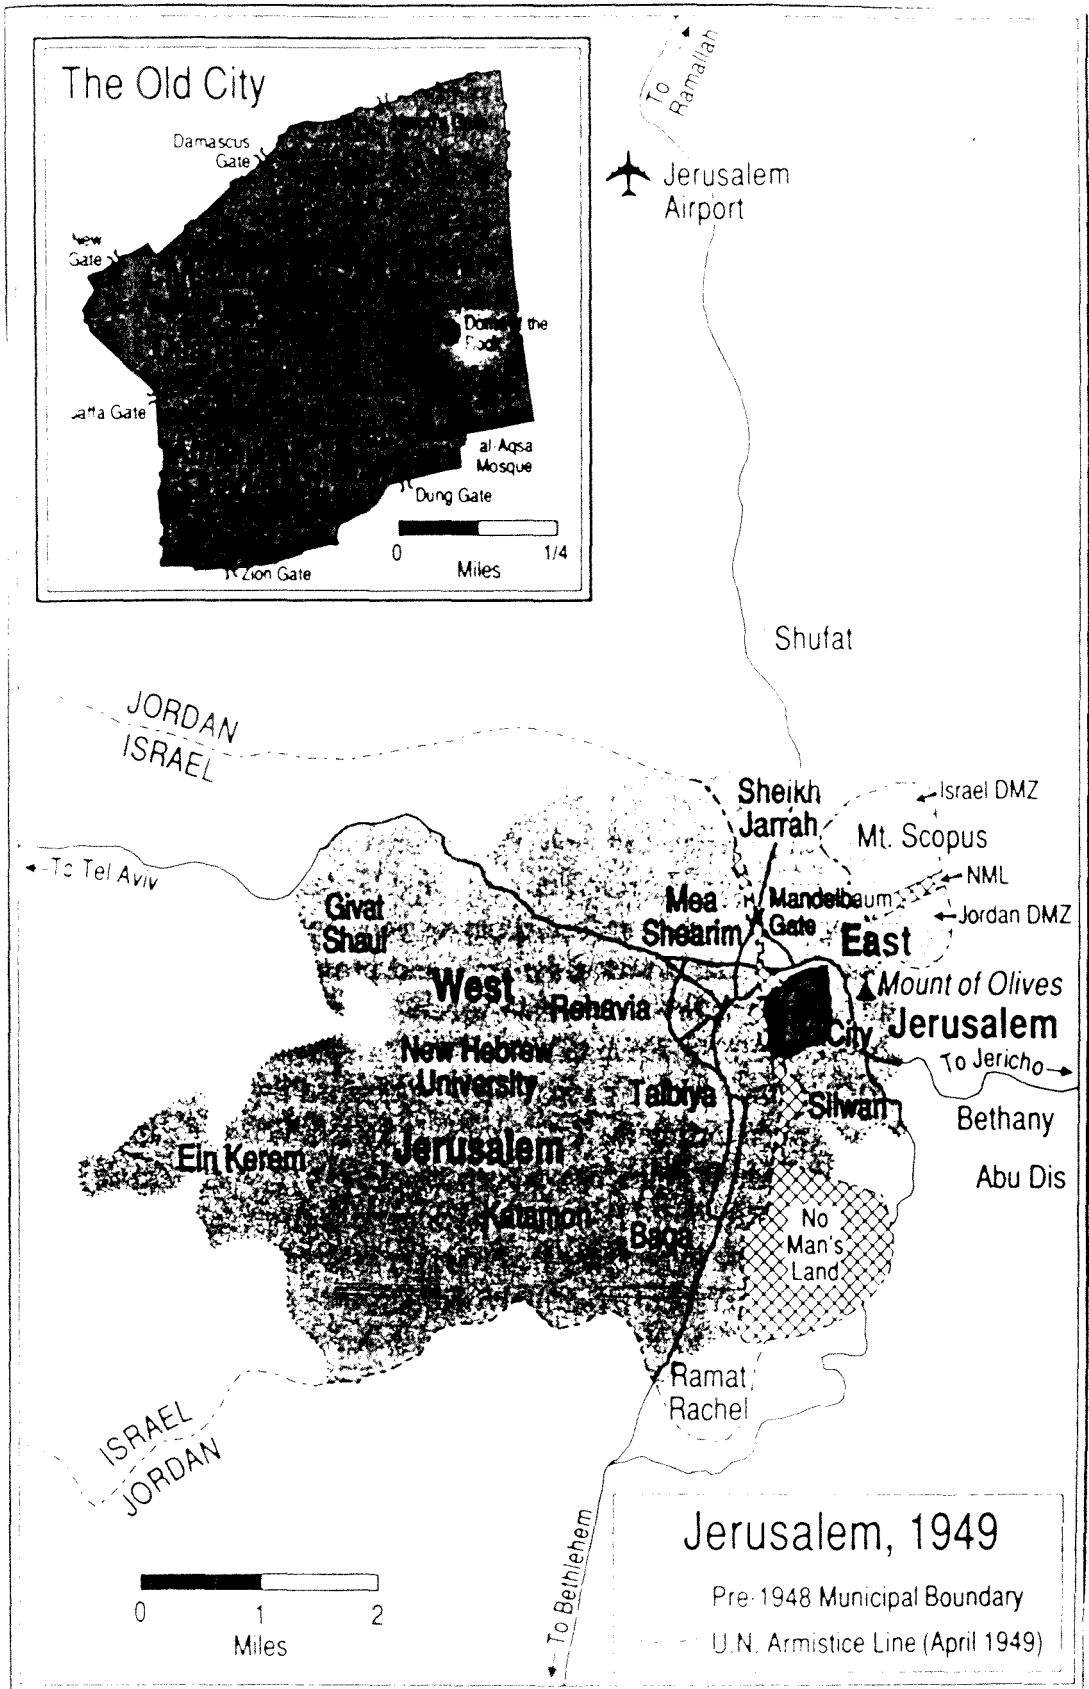 The Old City
Damascus
Gate
New
Gate
Dome of the
Rock
Jaffa Gate
al-Aqsa
Mosque
Dung Gate
0 1/4
Miles
Zion Gate
To
Ramallah
Jerusalem
Airport
Shufat
JORDAN
ISRAEL
Sheikh
Jarrah
Israel DMZ
Mt. Scopus
To Tel Aviv
NML
Givat
Shaul
Mea
Shearim
Mandelbaum
Gate
Jordan DMZ
East
West
Rehavia
Mount of Olives
City
Jerusalem
New Hebrew
University
To Jericho
Talbiya
Silwan
Bethany
Ein Kerem
Jerusalem
Abu Dis
Katamon
Baqa
No
Man's
Land
Ramat
Rachel
ISRAEL
JORDAN
To Bethlehem
0 1 2
Miles
Jerusalem, 1949
Pre-1948 Municipal Boundary
U.N. Armistice Line (April 1949)